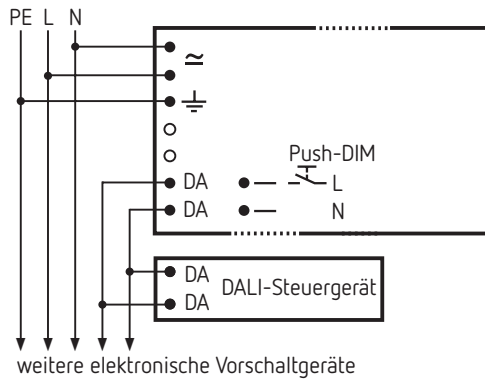 PE L N
≃
Push-DIM
DA L
DA N
DA
DALI-Steuergerät
DA
weitere elektronische Vorschaltgeräte